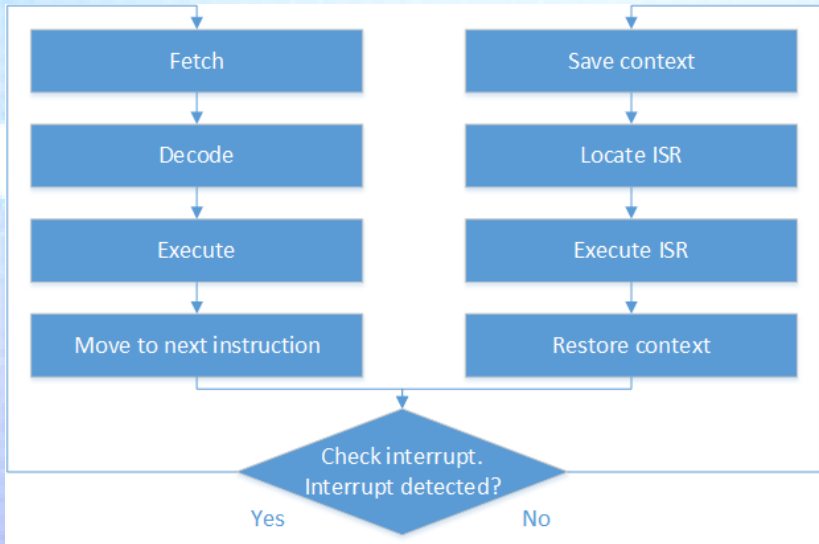 Fetch
Decode
Execute
Move to next instruction
Save context
Locate ISR
Execute ISR
Restore context
Check interrupt.
Interrupt detected?
Yes
No